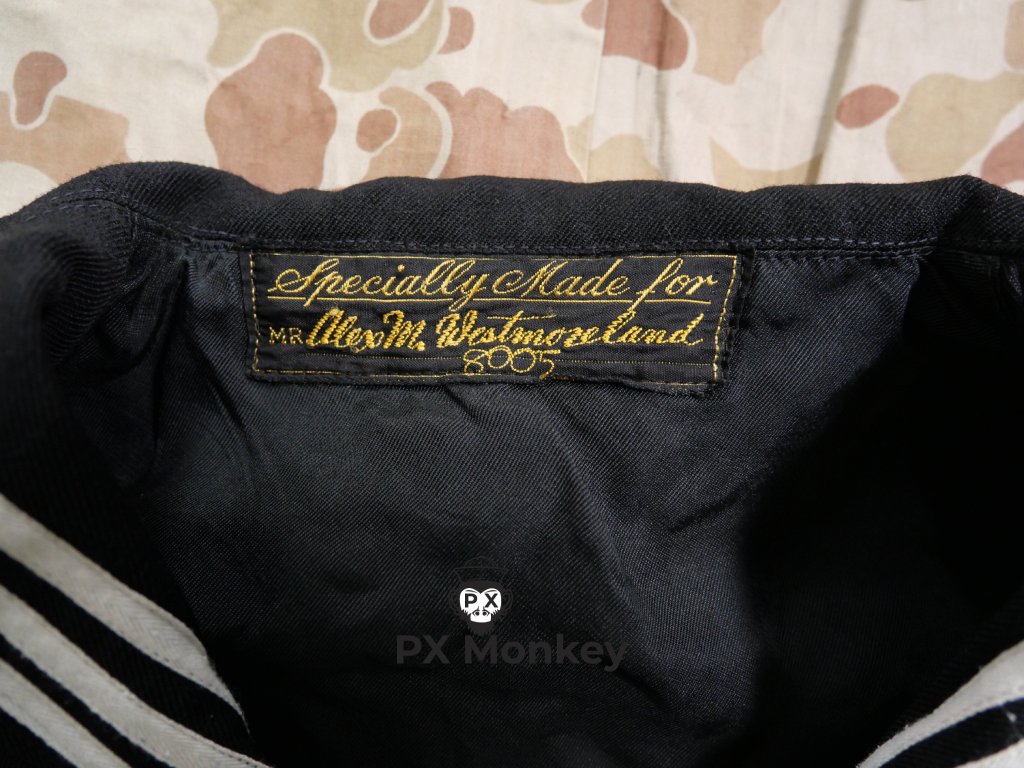 Specially Made for
MR Alex M. Westmoreland
8005
PX
PX Monkey